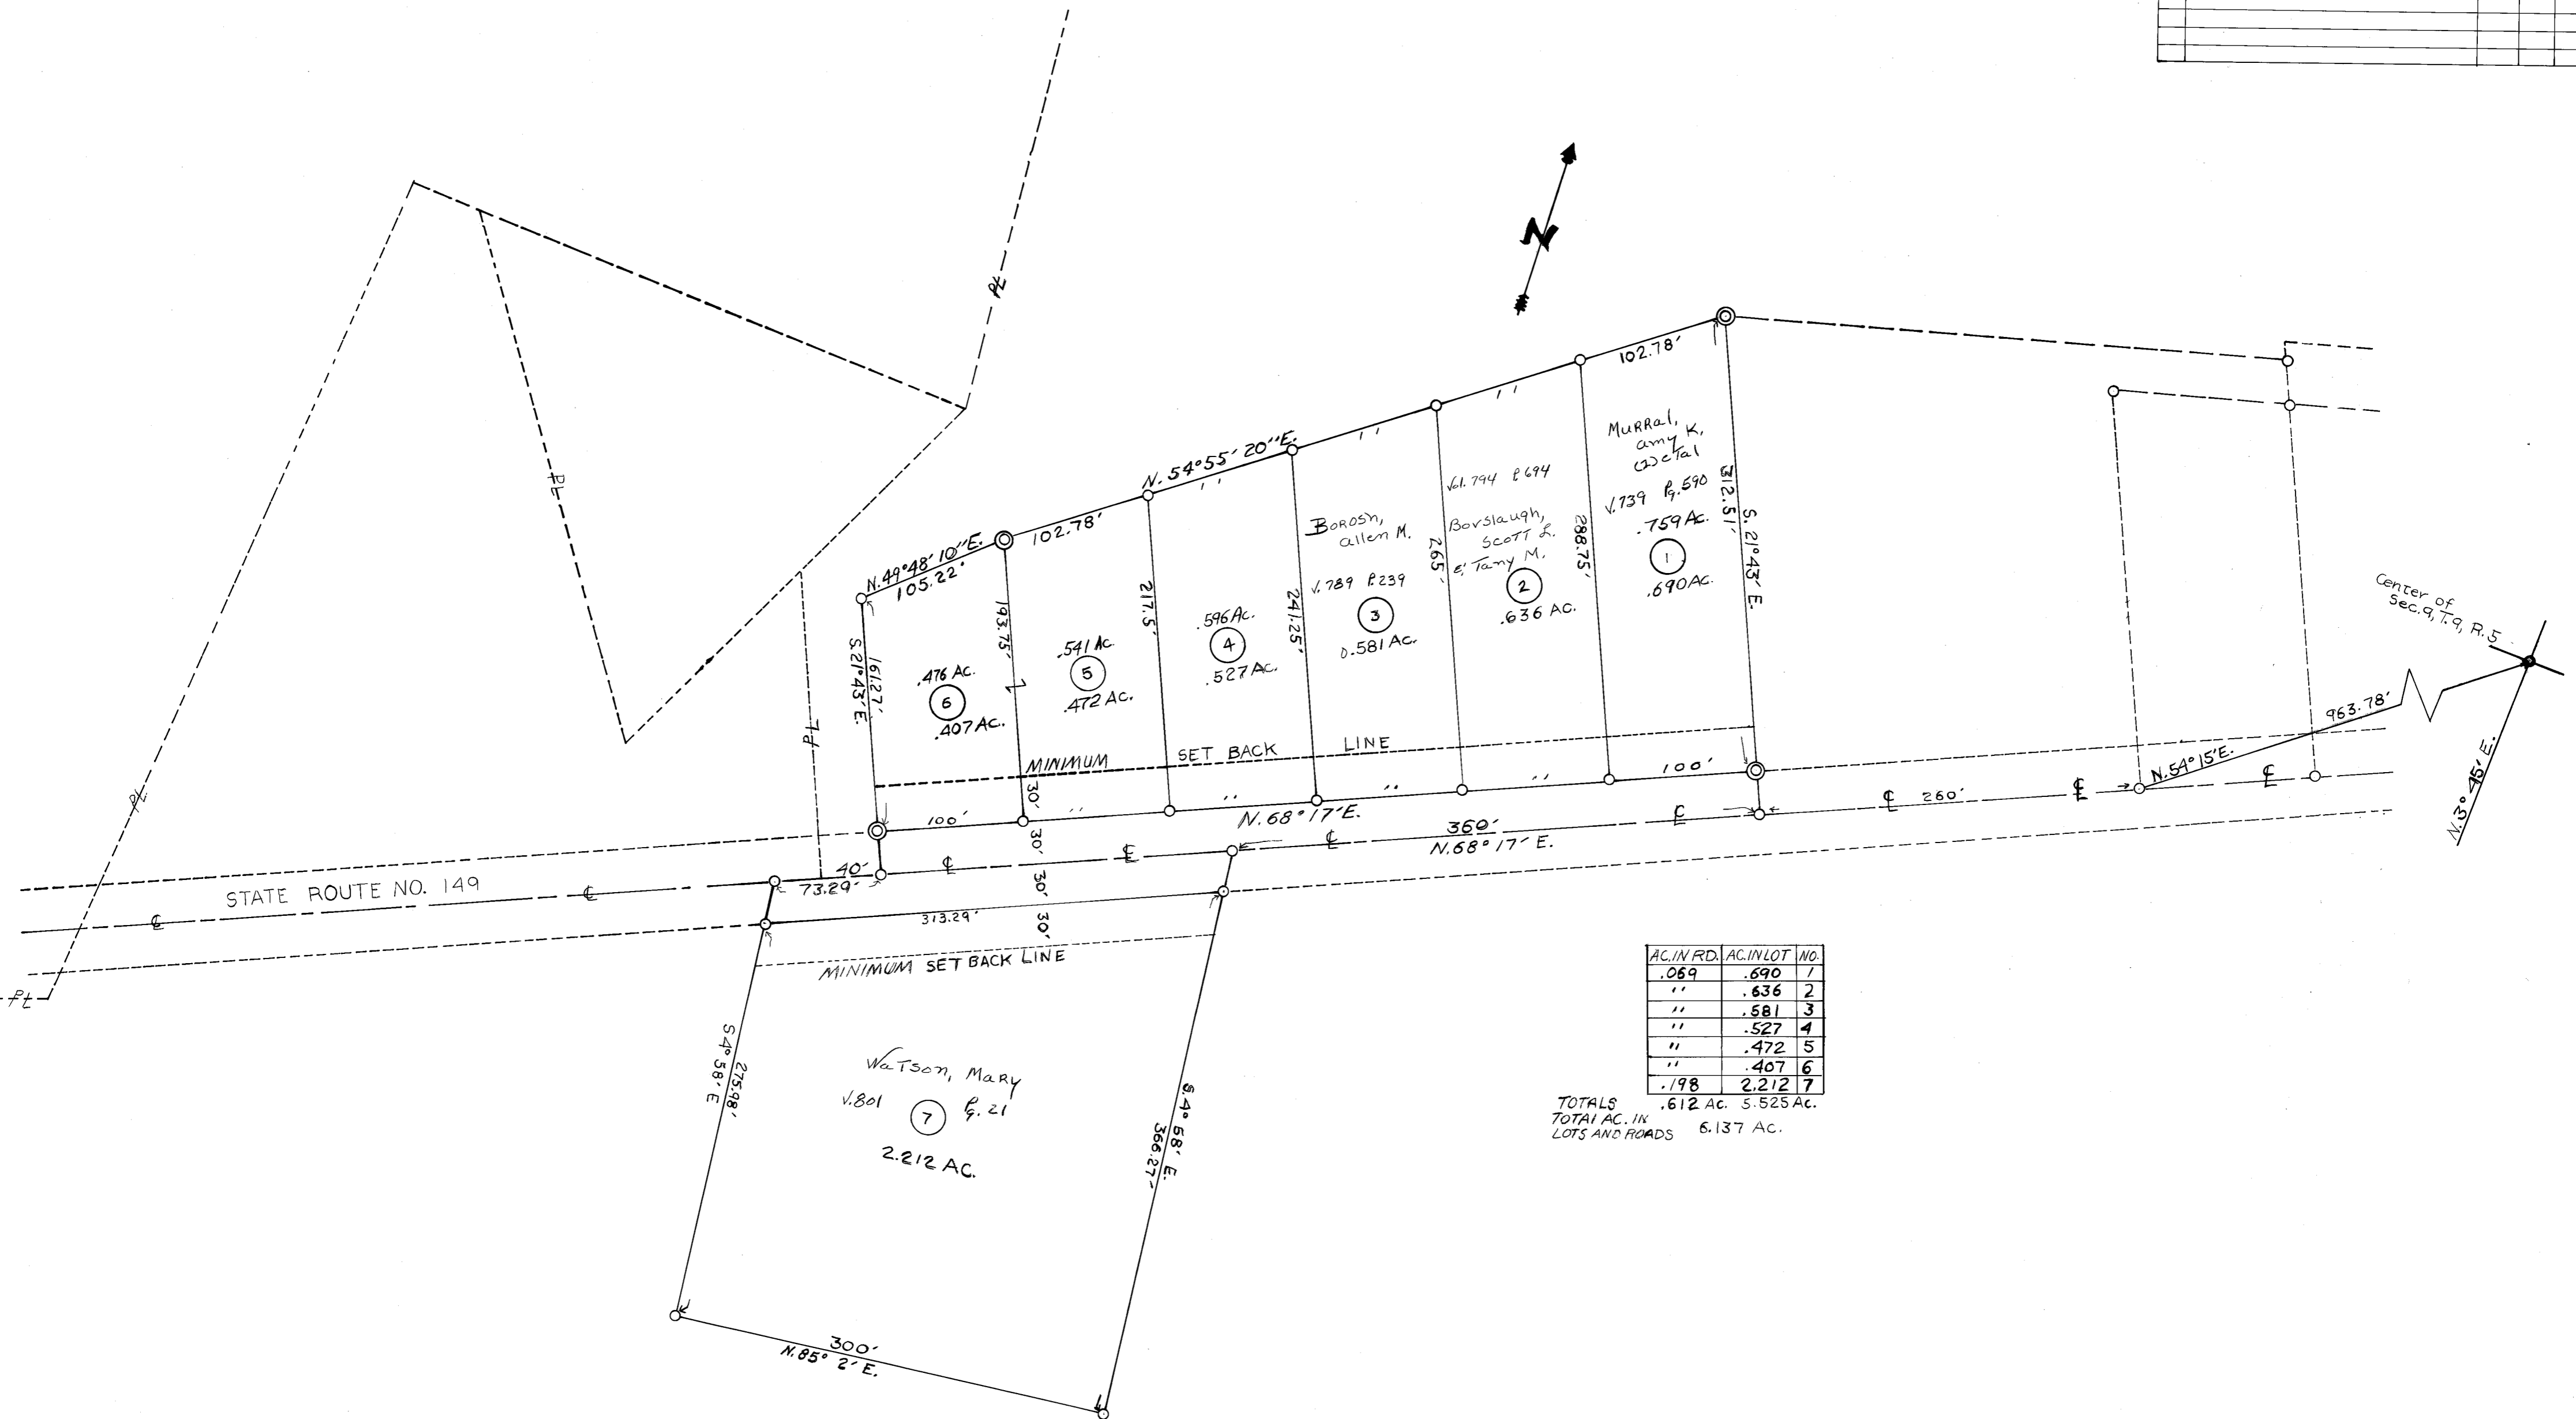 N
PL
PL
PL
PL
PL
N. 49°48'10"E.
105.22'
102.78'
N. 54°55'20"E.
' '
' '
' '
102.78'
S. 21°43' E.
161.27'
193.75'
217.5'
241.25'
265'
288.75'
312.51'
S. 21°43' E.
.476 Ac.
6
.407 Ac.
.541 Ac.
5
.472 Ac.
.596 Ac.
4
.527 Ac.
Borosh,
allen M.
V. 789 P. 239
3
0.581 Ac.
Vol. 794 P. 694
Borslaugh,
Scott L.
& Tany M.
2
.636 AC.
Murral,
amy K.
(2) etal
V. 739 Pg. 590
.759 Ac.
1
.690 AC.
MINIMUM SET BACK LINE
100'
' '
' '
' '
' '
100'
N. 68°17'E.
30'
30'
30'
30'
STATE ROUTE NO. 149
40'
73.29'
360'
N. 68°17' E.
260'
N. 54°15'E.
963.78'
Center of
Sec. 9, T. 9, R. 5
N. 3° 45' E.
313.29'
MINIMUM SET BACK LINE
S 4° 58' E
275.98'
S. 4° 58' E.
366.27'
Watson, Mary
V. 801 Pg. 21
7
2.212 AC.
300'
N. 85° 2' E.
AC. IN RD. AC. IN LOT NO.
.069 .690 1
" .636 2
" .581 3
" .527 4
" .472 5
" .407 6
.198 2.212 7
TOTALS .612 Ac. 5.525 Ac.
TOTAL AC. IN
LOTS AND ROADS 6.137 AC.